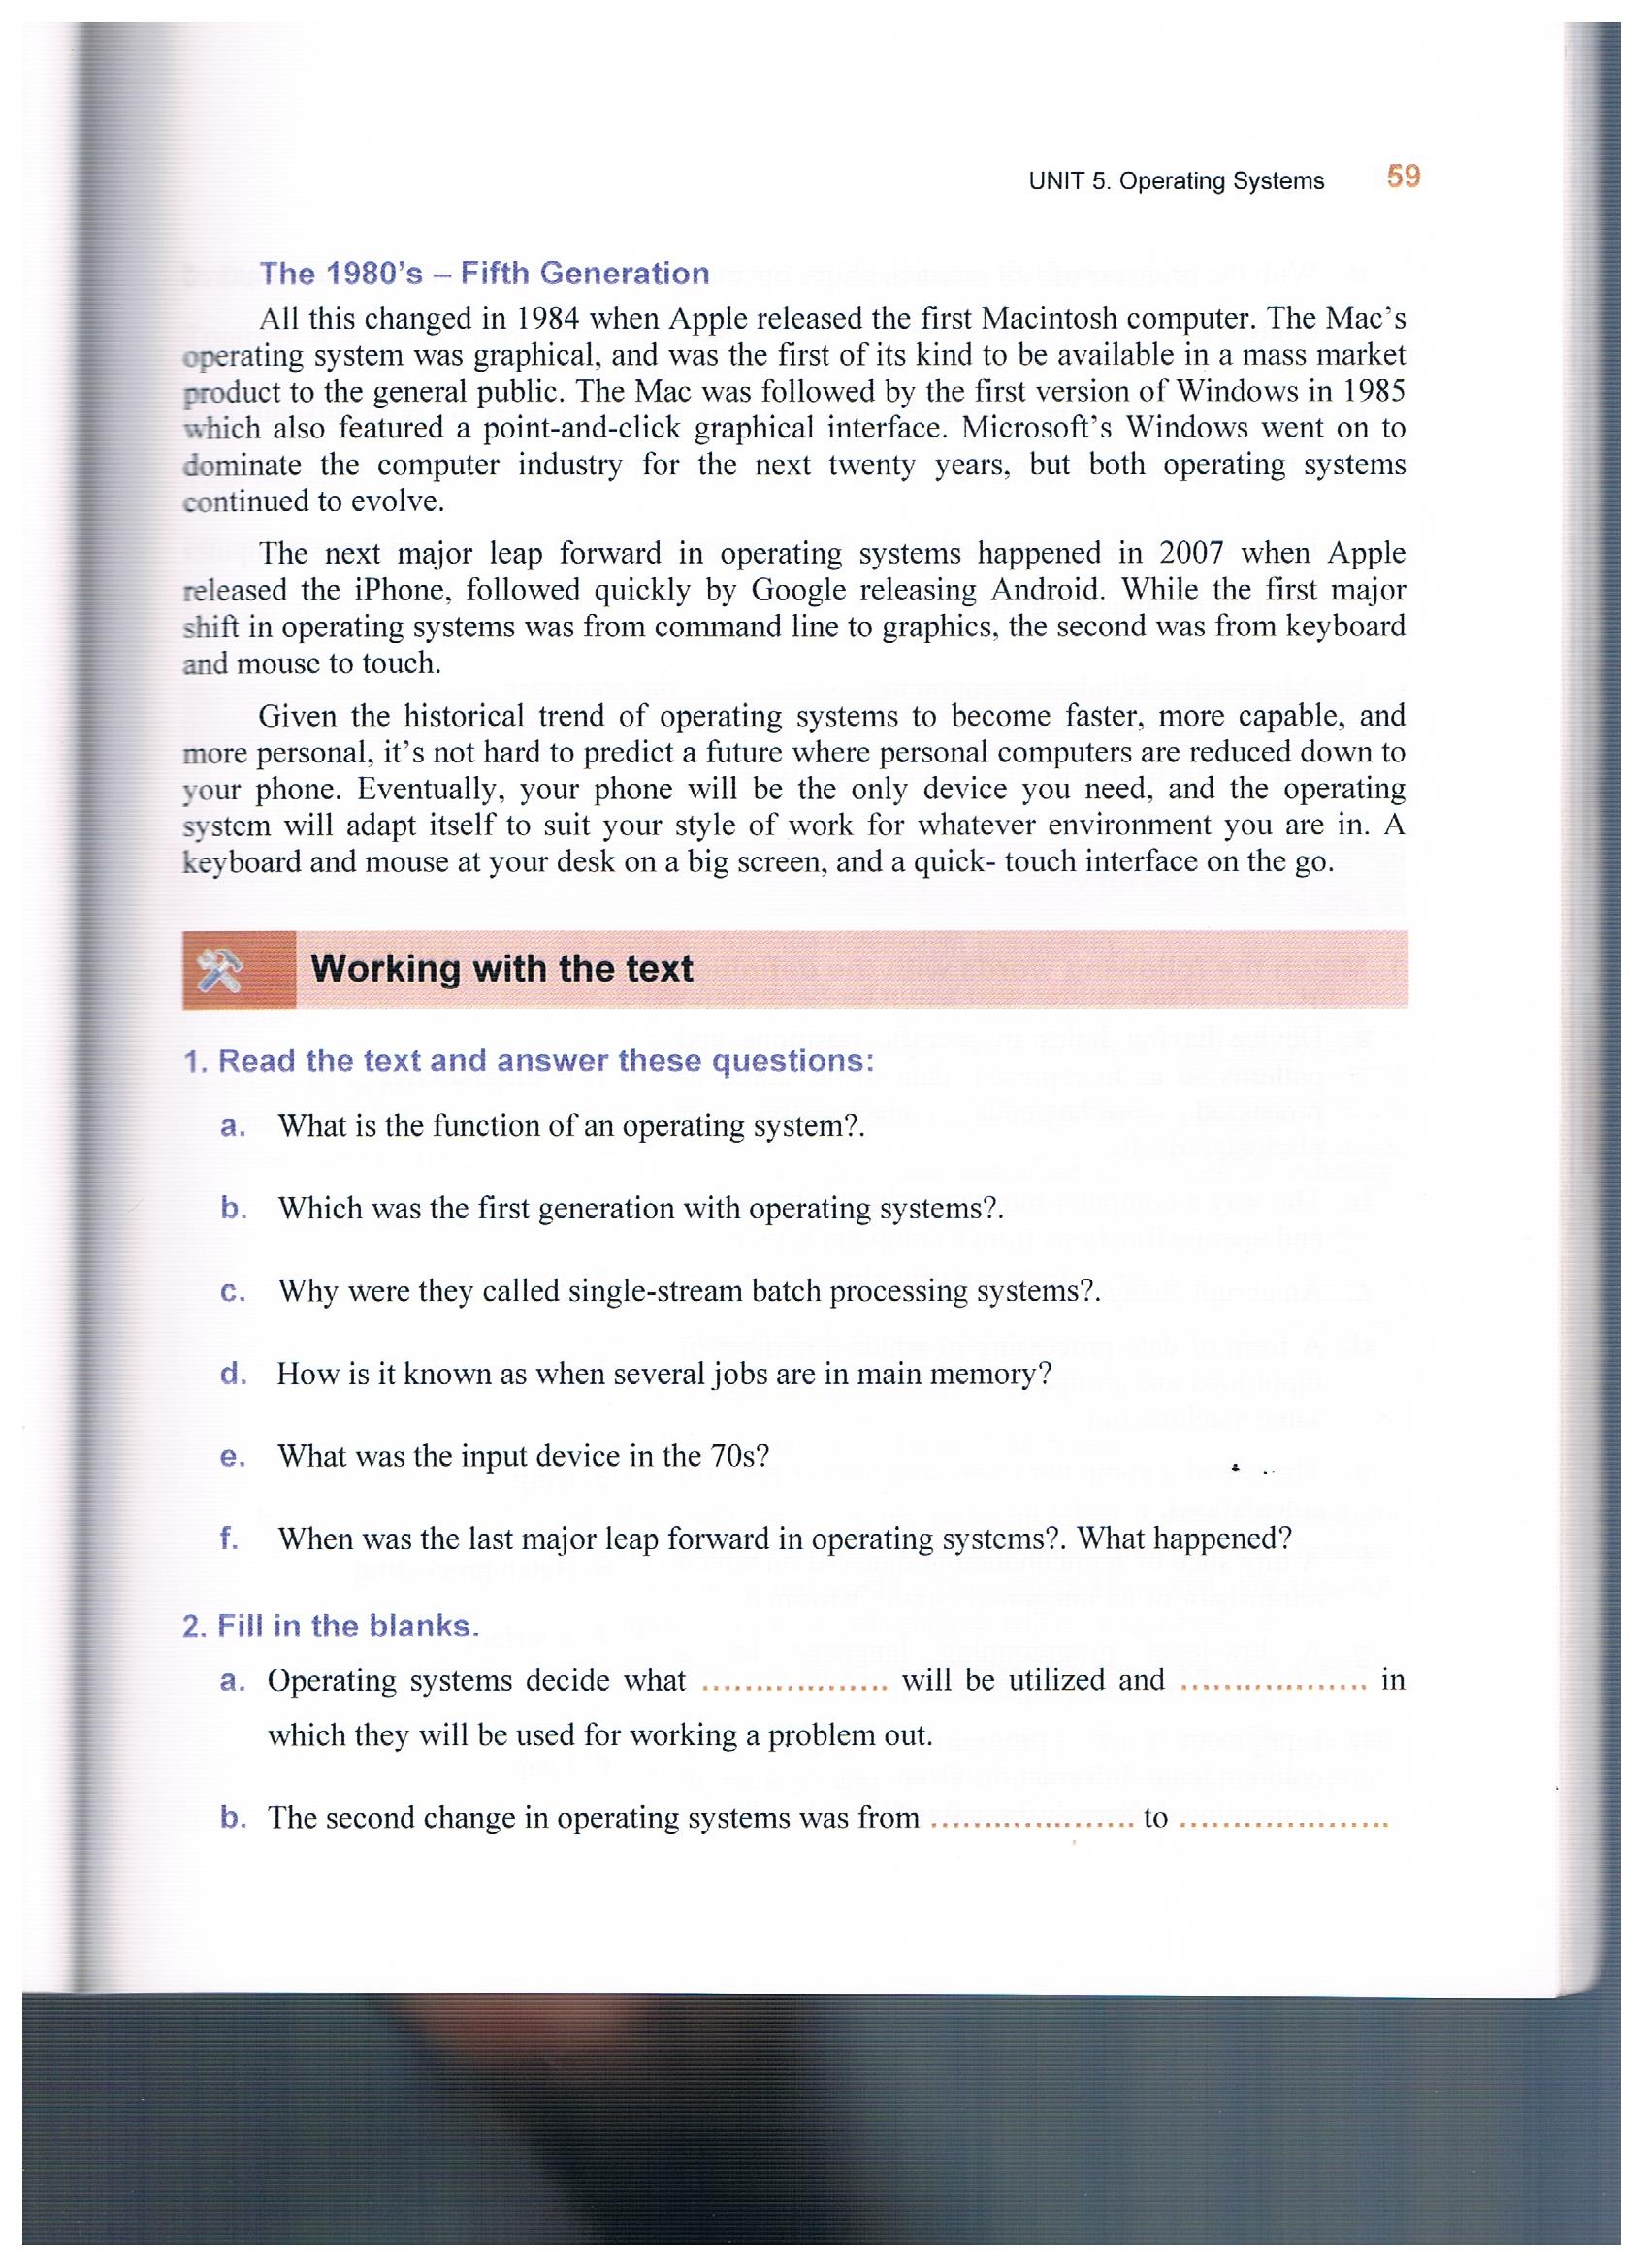 UNIT 5. Operating Systems 59
The 1980's – Fifth Generation
All this changed in 1984 when Apple released the first Macintosh computer. The Mac's
operating system was graphical, and was the first of its kind to be available in a mass market
product to the general public. The Mac was followed by the first version of Windows in 1985
which also featured a point-and-click graphical interface. Microsoft's Windows went on to
dominate the computer industry for the next twenty years, but both operating systems
continued to evolve.
The next major leap forward in operating systems happened in 2007 when Apple
released the iPhone, followed quickly by Google releasing Android. While the first major
shift in operating systems was from command line to graphics, the second was from keyboard
and mouse to touch.
Given the historical trend of operating systems to become faster, more capable, and
more personal, it's not hard to predict a future where personal computers are reduced down to
your phone. Eventually, your phone will be the only device you need, and the operating
system will adapt itself to suit your style of work for whatever environment you are in. A
keyboard and mouse at your desk on a big screen, and a quick- touch interface on the go.
Working with the text
1. Read the text and answer these questions:
a. What is the function of an operating system?.
b. Which was the first generation with operating systems?.
c. Why were they called single-stream batch processing systems?.
d. How is it known as when several jobs are in main memory?
e. What was the input device in the 70s?
f. When was the last major leap forward in operating systems?. What happened?
2. Fill in the blanks.
a. Operating systems decide what .................. will be utilized and .................. in
which they will be used for working a problem out.
b. The second change in operating systems was from .................... to ....................